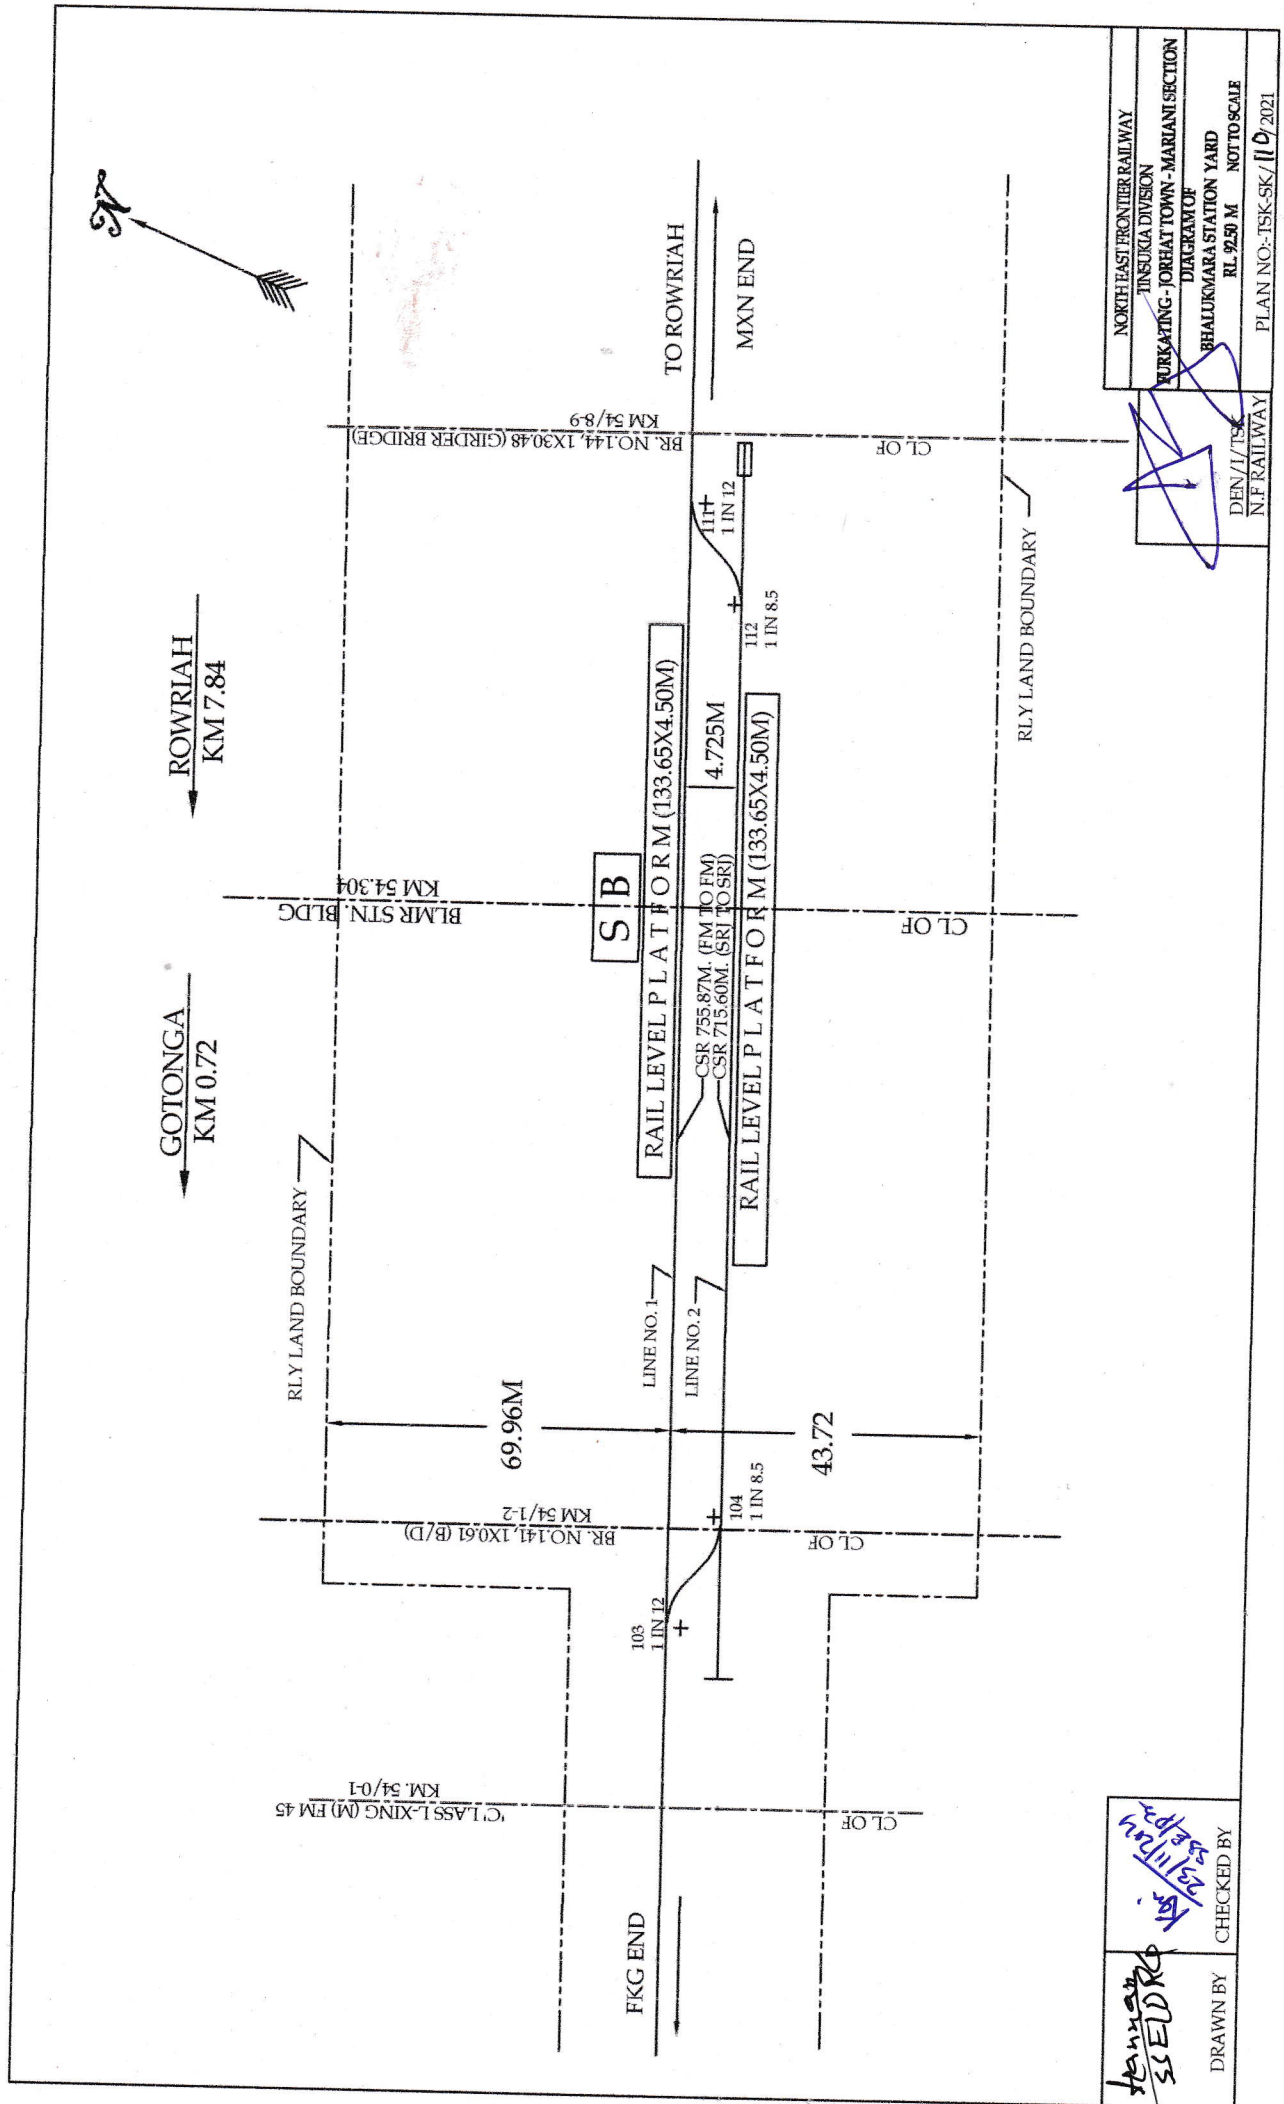 N
GOTONGA
KM 0.72
ROWRIAH
KM 7.84
RLY LAND BOUNDARY
'C' LASS L-XING (M) FM 45
KM. 54/0-1
CL OF
BR. NO.141, 1X0.61 (B/D)
KM 54/1-2
CL OF
BLMR STN. BLDG
KM 54.304
CL OF
BR. NO.144, 1X30.48 (GIRDER BRIDGE)
KM 54/8-9
CL OF
69.96M
43.72
S B
RAIL LEVEL P L A T F O R M (133.65X4.50M)
FKG END
103
1 IN 12
104
1 IN 8.5
LINE NO. 1
LINE NO. 2
CSR 755.87M. (FM TO FM)
CSR 715.60M. (SRJ TO SRJ)
4.725M
RAIL LEVEL P L A T F O R M (133.65X4.50M)
111
1 IN 12
112
1 IN 8.5
TO ROWRIAH
MXN END
RLY LAND BOUNDARY
Hannan
SSE/DRG
DRAWN BY
CHECKED BY
DEN/1/TSK
N.F RAILWAY
NORTH EAST FRONTIER RAILWAY
TINSUKIA DIVISION
FURKATING - JORHAT TOWN - MARIANI SECTION
DIAGRAM OF
BHALUKMARA STATION YARD
RL 92.50 M NOT TO SCALE
PLAN NO:-TSK-SK/110/2021